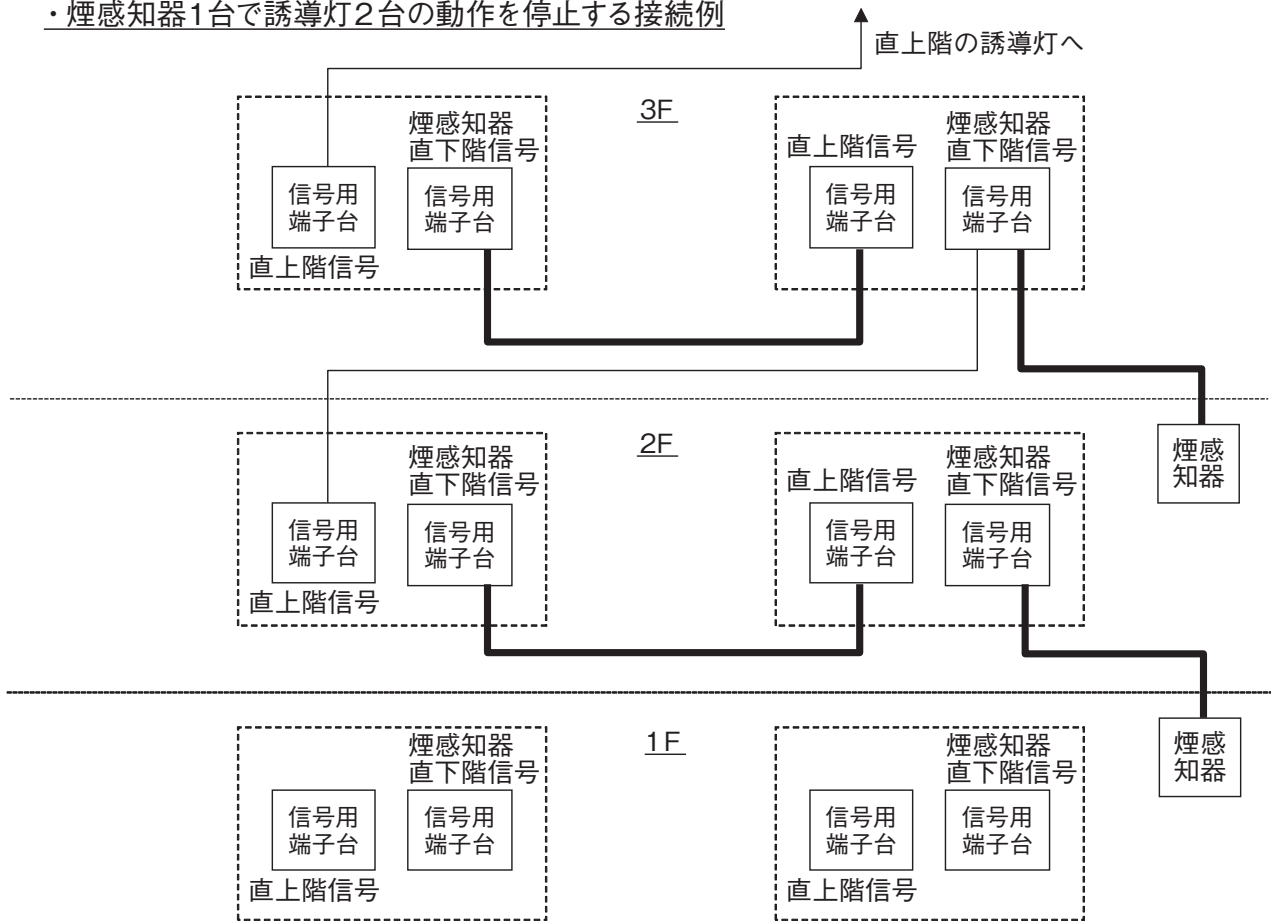 ・煙感知器1台で誘導灯2台の動作を停止する接続例
直上階の誘導灯へ
3F
煙感知器
直下階信号
信号用
端子台
信号用
端子台
直上階信号
直上階信号
煙感知器
直下階信号
信号用
端子台
信号用
端子台
2F
煙感知器
直下階信号
信号用
端子台
信号用
端子台
直上階信号
直上階信号
煙感知器
直下階信号
信号用
端子台
信号用
端子台
煙感
知器
1F
煙感知器
直下階信号
信号用
端子台
信号用
端子台
直上階信号
煙感知器
直下階信号
信号用
端子台
信号用
端子台
直上階信号
煙感
知器